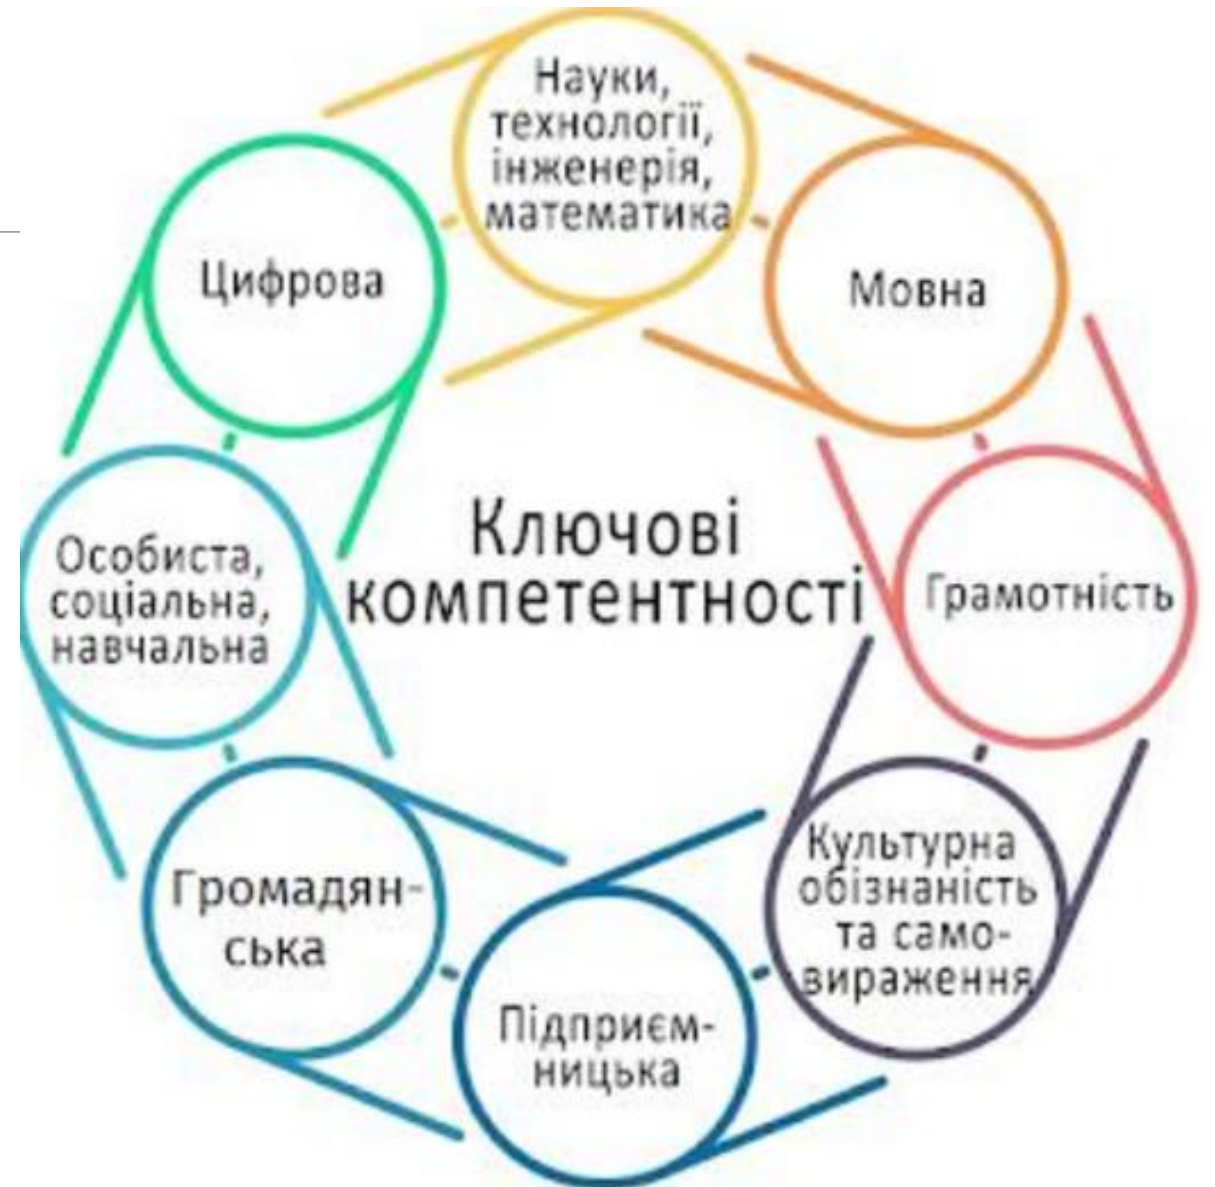 Науки,
технології,
інженерія,
математика
Мовна
Грамотність
Культурна
обізнаність
та само-
вираження
Підприєм-
ницька
Громадян-
ська
Особиста,
соціальна,
навчальна
Цифрова
Ключові
компетентності